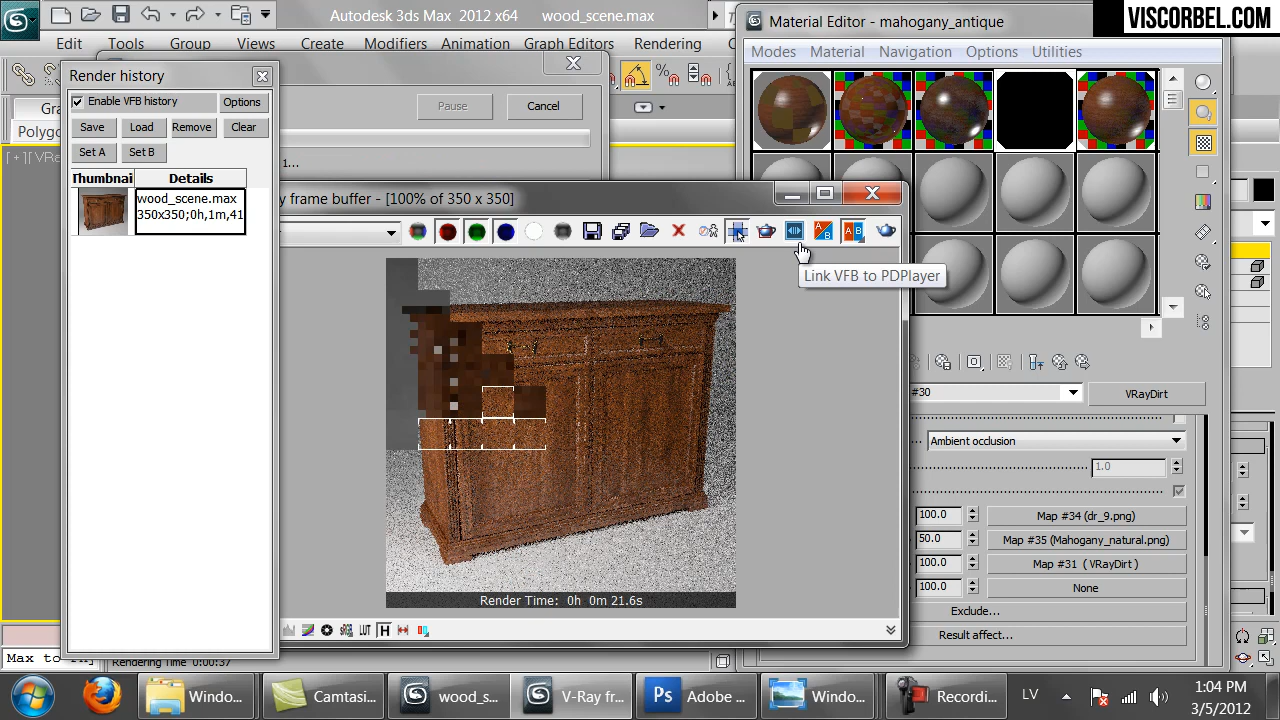 Autodesk 3ds Max 2012 x64
wood_scene.max
VISCORBEL.COM
Edit
Tools
Group
Views
Create
Modifiers
Animation
Graph Editors
Rendering
Material Editor - mahogany_antique
Modes
Material
Navigation
Options
Utilities
Render history
Enable VFB history
Options
Save
Load
Remove
Clear
Set A
Set B
Thumbnai
Details
wood_scene.max
350x350;0h,1m,41
Pause
Cancel
1...
Polygo
y frame buffer - [100% of 350 x 350]
Link VFB to PDPlayer
Render Time: 0h 0m 21.6s
#30
VRayDirt
Ambient occlusion
1.0
100.0
Map #34 (dr_9.png)
50.0
Map #35 (Mahogany_natural.png)
100.0
Map #31 ( VRayDirt )
100.0
None
Exclude...
Result affect...
sRGB
LUT
H
Rendering Time 0:00:37
Windo...
Camtas...
wood_s...
V-Ray fr...
Adobe ...
Windo...
Recordi...
LV
1:04 PM
3/5/2012